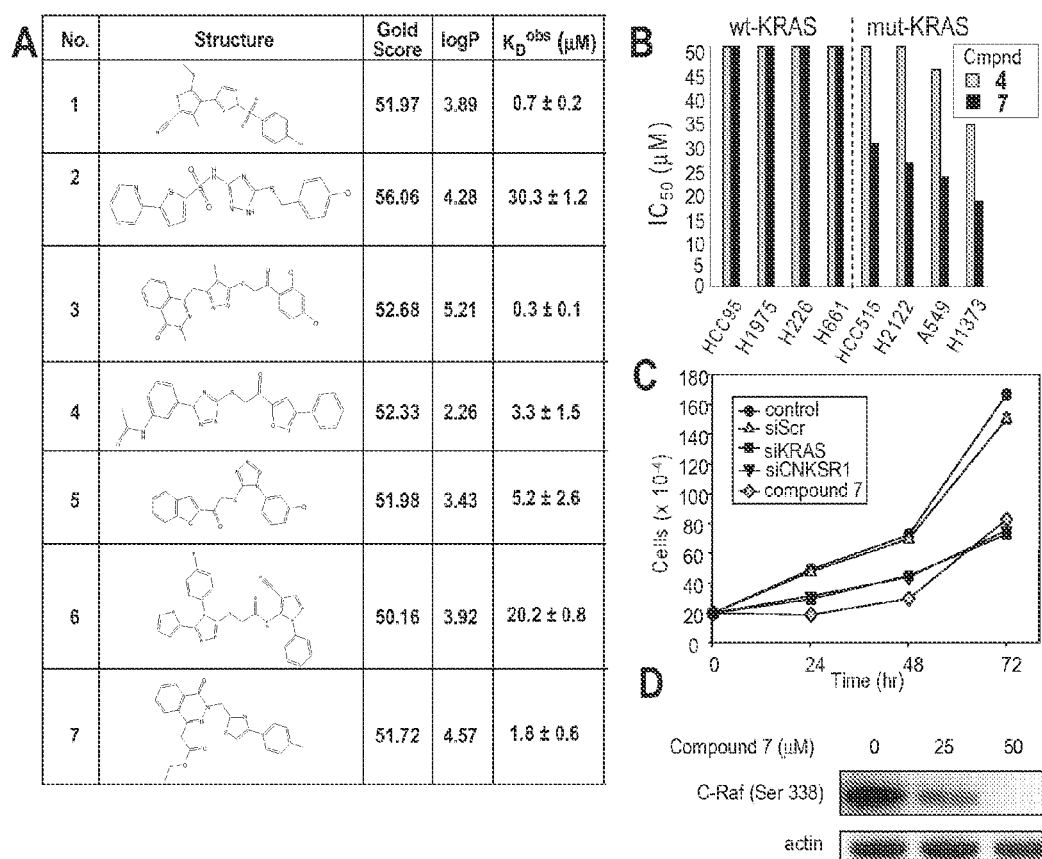 A
No. Structure Gold Score logP K_D^obs (μM)
1 51.97 3.89 0.7 ± 0.2
2 56.06 4.28 30.3 ± 1.2
3 52.68 5.21 0.3 ± 0.1
4 52.33 2.26 3.3 ± 1.5
5 51.98 3.43 5.2 ± 2.6
6 50.16 3.92 20.2 ± 0.8
7 51.72 4.57 1.8 ± 0.6
B
wt-KRAS mut-KRAS
Cmpnd
4
7
IC50 (μM)
50
45
40
35
30
25
20
15
10
5
0
HCC95 H1975 H226 H661 HCC515 H2122 A549 H1373
C
control
siScr
siKRAS
siCNKSR1
compound 7
Cells (x 10-4)
180
160
140
120
100
80
60
40
20
0
0 24 48 72
Time (hr)
D
Compound 7 (μM) 0 25 50
C-Raf (Ser 338)
actin